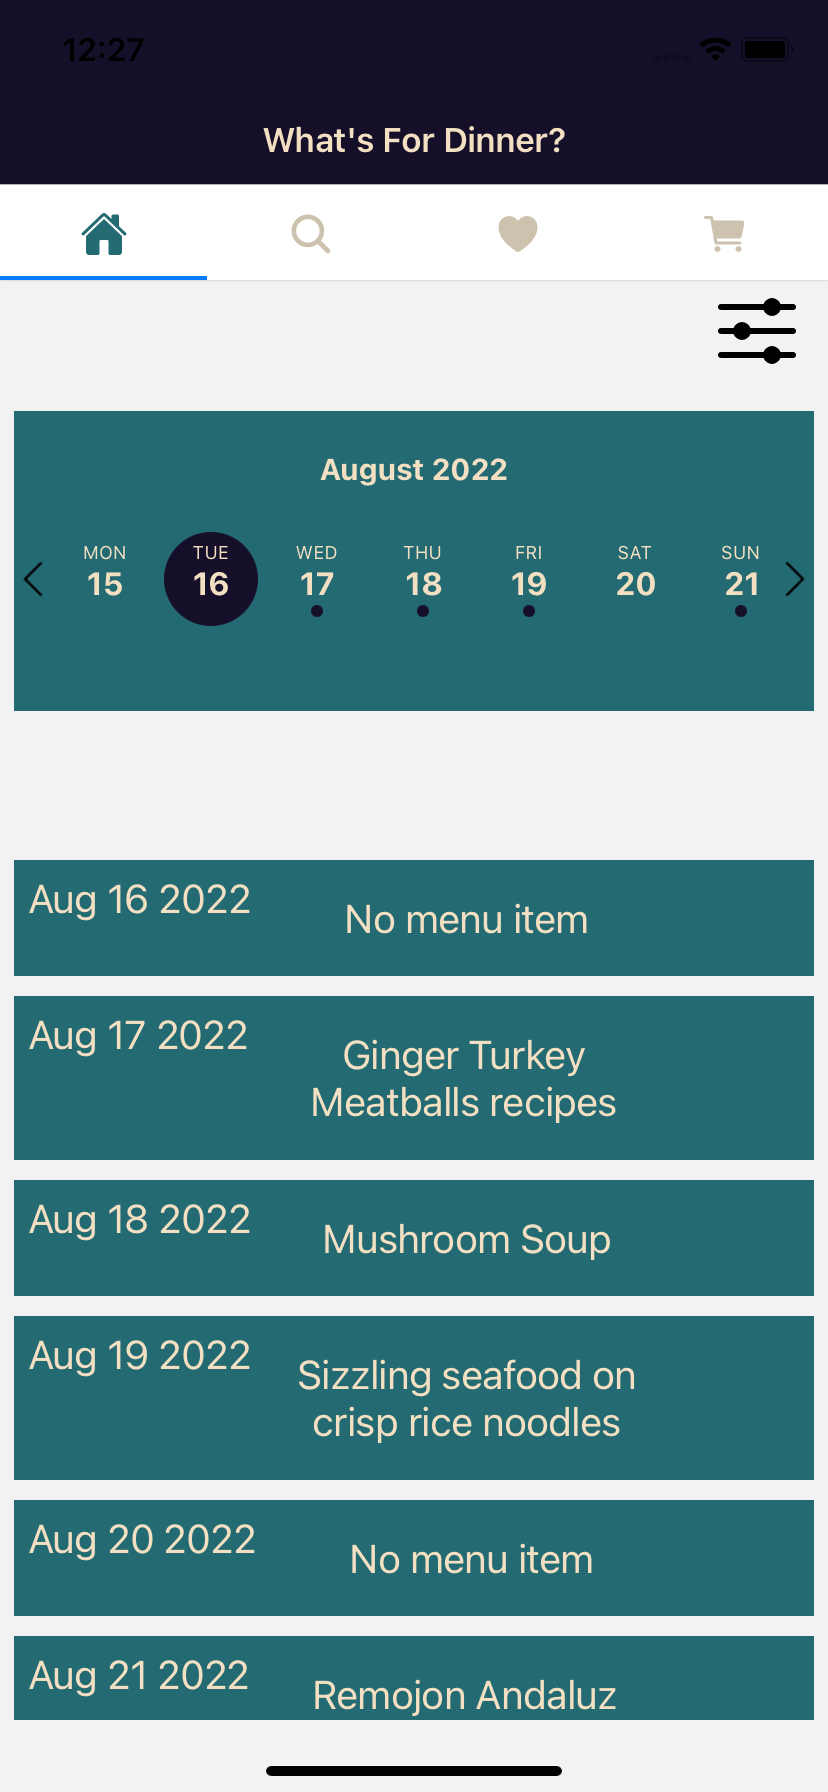 12:27
What's For Dinner?
August 2022
MON TUE WED THU FRI SAT SUN
15 16 17 18 19 20 21
Aug 16 2022
No menu item
Aug 17 2022
Ginger Turkey
Meatballs recipes
Aug 18 2022
Mushroom Soup
Aug 19 2022
Sizzling seafood on
crisp rice noodles
Aug 20 2022
No menu item
Aug 21 2022
Remojon Andaluz